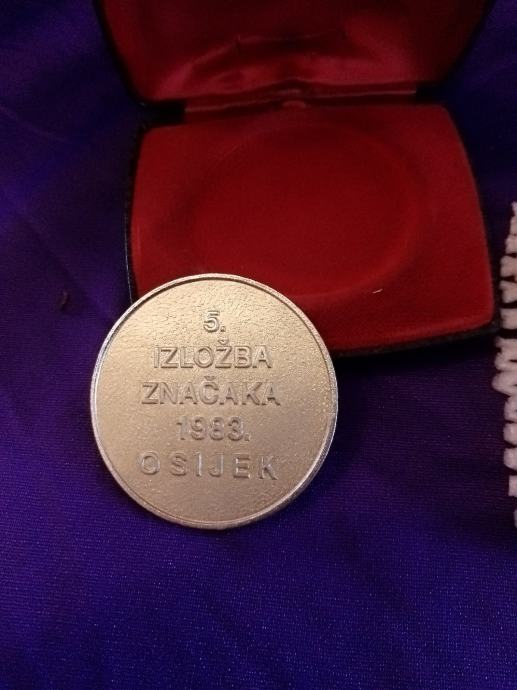 5.
IZLOŽBA
ZNAČAKA
1983.
OSIJEK